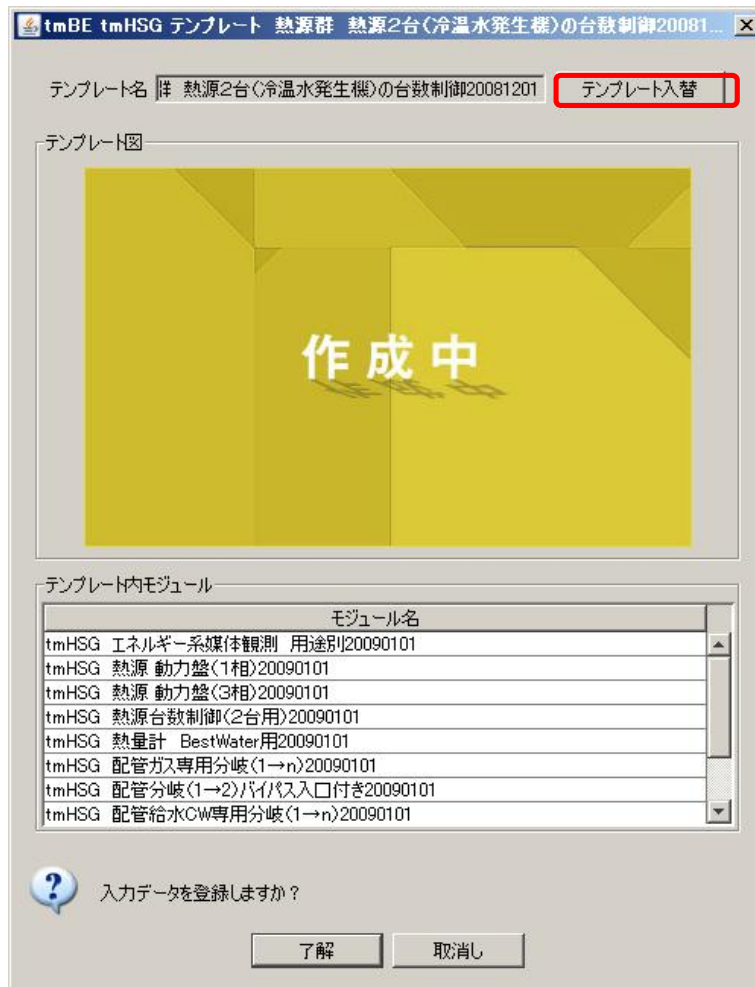 tmBE tmHSG テンプレート 熱源群 熱源2台(冷温水発生機)の台数制御20081...
テンプレート名 群 熱源2台(冷温水発生機)の台数制御20081201 テンプレート入替
テンプレート図
作成中
テンプレート内モジュール
モジュール名
tmHSG エネルギー系媒体観測 用途別20090101
tmHSG 熱源 動力盤(1相)20090101
tmHSG 熱源 動力盤(3相)20090101
tmHSG 熱源台数制御(2台用)20090101
tmHSG 熱量計 BestWater用20090101
tmHSG 配管ガス専用分岐(1→n)20090101
tmHSG 配管分岐(1→2)バイパス入口付き20090101
tmHSG 配管給水CW専用分岐(1→n)20090101
入力データを登録しますか？
了解 取消し